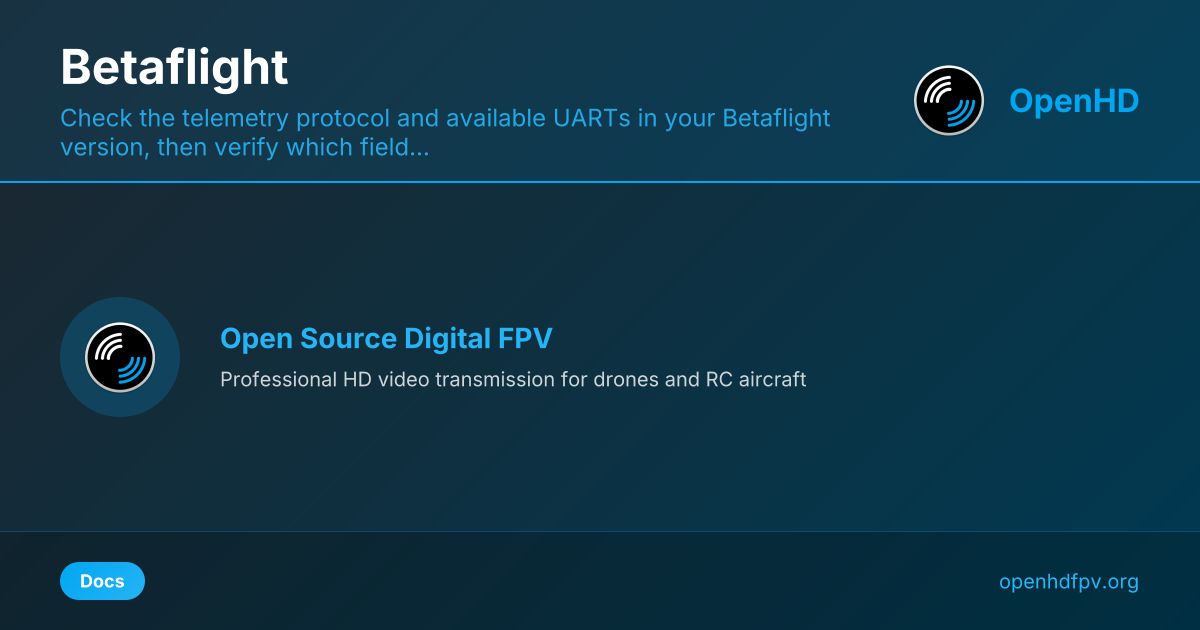 Betaflight
Check the telemetry protocol and available UARTs in your Betaflight
version, then verify which field...
OpenHD
Open Source Digital FPV
Professional HD video transmission for drones and RC aircraft
Docs
openhdfpv.org